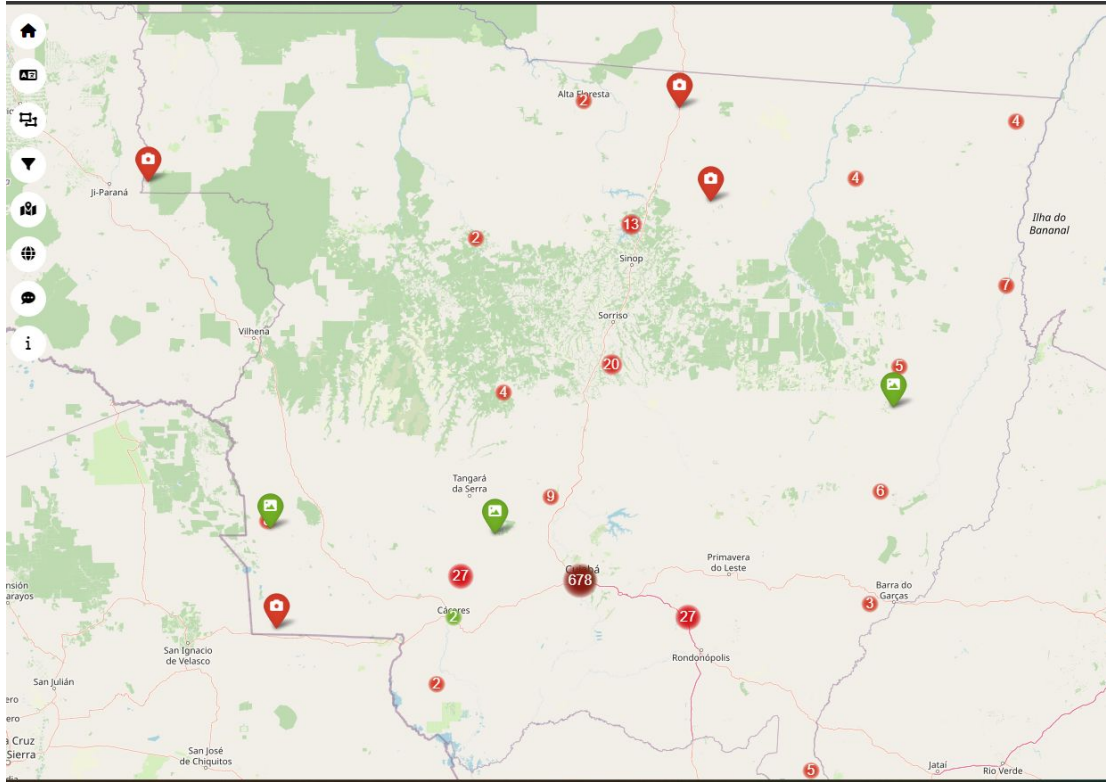 Alta Floresta
2
4
4
Ji-Paraná
13
2
Sinop
Ilha do
Bananal
7
Sorriso
Vilhena
i
20
5
4
Tangará
da Serra
9
6
27
678
Primavera
do Leste
Barra do
Garças
3
Cáceres
2
27
San Ignacio
de Velasco
Rondonópolis
San Julián
2
Cruz
Sierra
San José
de Chiquitos
5
Jataí
Rio Verde